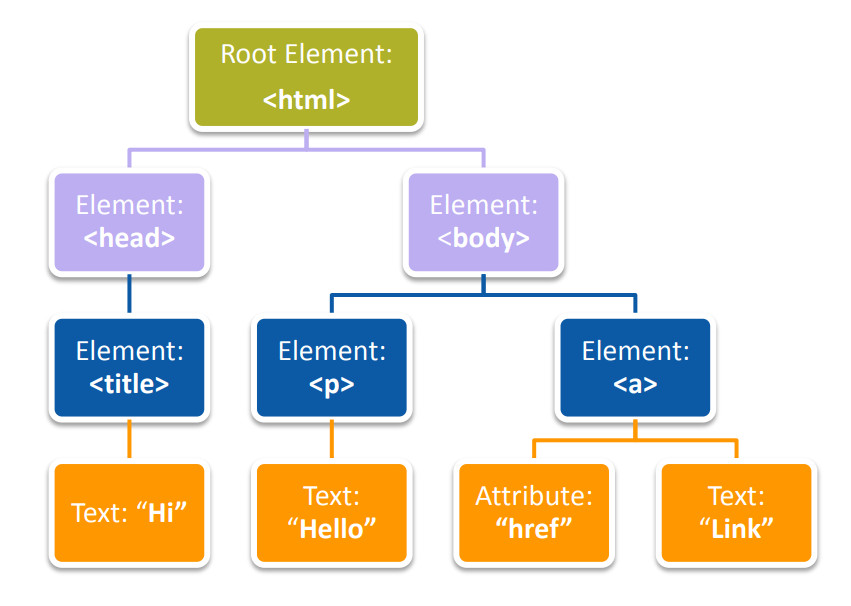 Root Element:
<html>
Element:
<head>
Element:
<body>
Element:
<title>
Element:
<p>
Element:
<a>
Text: “Hi”
Text:
“Hello”
Attribute:
“href”
Text:
“Link”